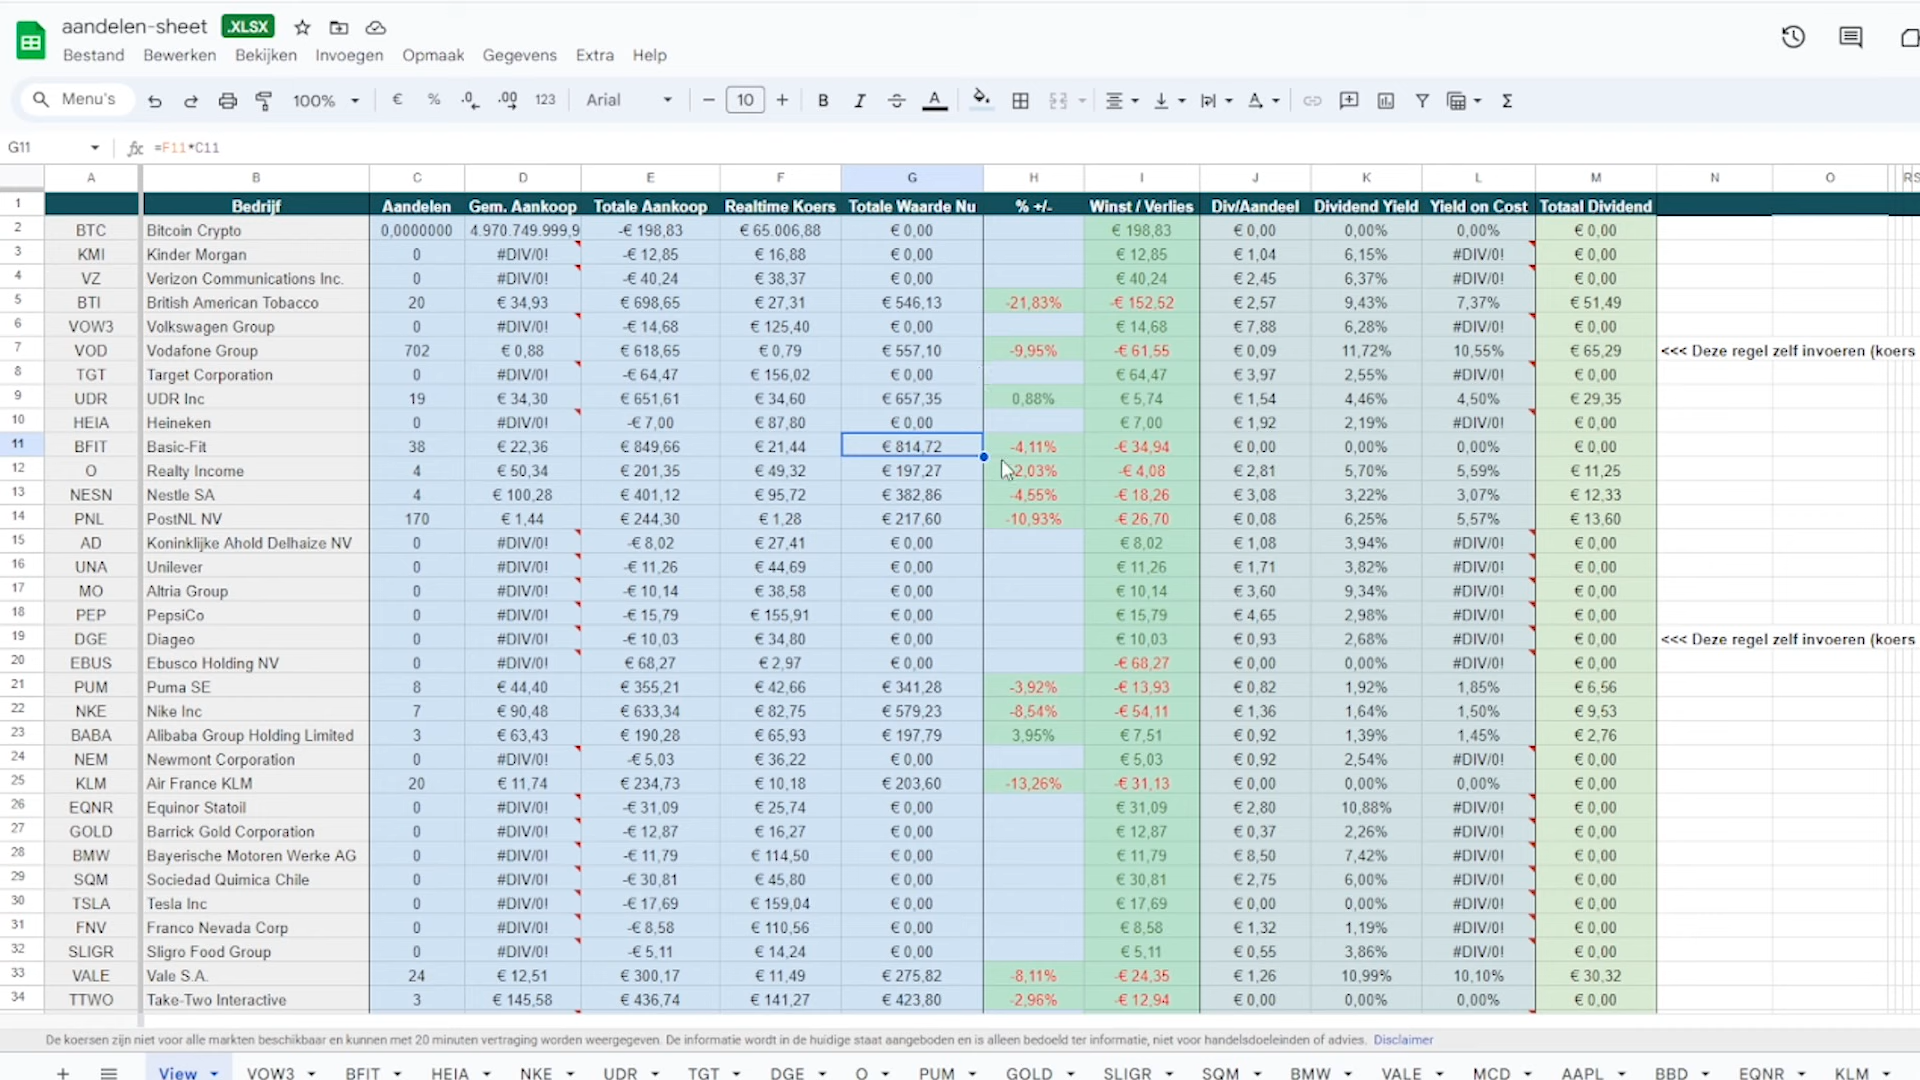 aandelen-sheet .XLSX
Bestand Bewerken Bekijken Invoegen Opmaak Gegevens Extra Help
Menu's 100% € % .0 .00 123 Arial 10 B I A A Σ
G11 fx =F11*C11
A B C D E F G H I J K L M N O R S
1 Bedrijf Aandelen Gem. Aankoop Totale Aankoop Realtime Koers Totale Waarde Nu % +/- Winst / Verlies Div/Aandeel Dividend Yield Yield on Cost Totaal Dividend
2 BTC Bitcoin Crypto 0,0000000 4.970.749.999,9 -€ 198,83 € 65.006,88 € 0,00 € 198,83 € 0,00 0,00% 0,00% € 0,00
3 KMI Kinder Morgan 0 #DIV/0! -€ 12,85 € 16,88 € 0,00 € 12,85 € 1,04 6,15% #DIV/0! € 0,00
4 VZ Verizon Communications Inc. 0 #DIV/0! -€ 40,24 € 38,37 € 0,00 € 40,24 € 2,45 6,37% #DIV/0! € 0,00
5 BTI British American Tobacco 20 € 34,93 € 698,65 € 27,31 € 546,13 -21,83% -€ 152,52 € 2,57 9,43% 7,37% € 51,49
6 VOW3 Volkswagen Group 0 #DIV/0! -€ 14,68 € 125,40 € 0,00 € 14,68 € 7,88 6,28% #DIV/0! € 0,00
7 VOD Vodafone Group 702 € 0,88 € 618,65 € 0,79 € 557,10 -9,95% -€ 61,55 € 0,09 11,72% 10,55% € 65,29 <<< Deze regel zelf invoeren (koers
8 TGT Target Corporation 0 #DIV/0! -€ 64,47 € 156,02 € 0,00 € 64,47 € 3,97 2,55% #DIV/0! € 0,00
9 UDR UDR Inc 19 € 34,30 € 651,61 € 34,60 € 657,35 0,88% € 5,74 € 1,54 4,46% 4,50% € 29,35
10 HEIA Heineken 0 #DIV/0! -€ 7,00 € 87,80 € 0,00 € 7,00 € 1,92 2,19% #DIV/0! € 0,00
11 BFIT Basic-Fit 38 € 22,36 € 849,66 € 21,44 € 814,72 -4,11% -€ 34,94 € 0,00 0,00% 0,00% € 0,00
12 O Realty Income 4 € 50,34 € 201,35 € 49,32 € 197,27 2,03% -€ 4,08 € 2,81 5,70% 5,59% € 11,25
13 NESN Nestle SA 4 € 100,28 € 401,12 € 95,72 € 382,86 -4,55% -€ 18,26 € 3,08 3,22% 3,07% € 12,33
14 PNL PostNL NV 170 € 1,44 € 244,30 € 1,28 € 217,60 -10,93% -€ 26,70 € 0,08 6,25% 5,57% € 13,60
15 AD Koninklijke Ahold Delhaize NV 0 #DIV/0! -€ 8,02 € 27,41 € 0,00 € 8,02 € 1,08 3,94% #DIV/0! € 0,00
16 UNA Unilever 0 #DIV/0! -€ 11,26 € 44,69 € 0,00 € 11,26 € 1,71 3,82% #DIV/0! € 0,00
17 MO Altria Group 0 #DIV/0! -€ 10,14 € 38,58 € 0,00 € 10,14 € 3,60 9,34% #DIV/0! € 0,00
18 PEP PepsiCo 0 #DIV/0! -€ 15,79 € 155,91 € 0,00 € 15,79 € 4,65 2,98% #DIV/0! € 0,00
19 DGE Diageo 0 #DIV/0! -€ 10,03 € 34,80 € 0,00 € 10,03 € 0,93 2,68% #DIV/0! € 0,00 <<< Deze regel zelf invoeren (koers
20 EBUS Ebusco Holding NV 0 #DIV/0! € 68,27 € 2,97 € 0,00 -€ 68,27 € 0,00 0,00% #DIV/0! € 0,00
21 PUM Puma SE 8 € 44,40 € 355,21 € 42,66 € 341,28 -3,92% -€ 13,93 € 0,82 1,92% 1,85% € 6,56
22 NKE Nike Inc 7 € 90,48 € 633,34 € 82,75 € 579,23 -8,54% -€ 54,11 € 1,36 1,64% 1,50% € 9,53
23 BABA Alibaba Group Holding Limited 3 € 63,43 € 190,28 € 65,93 € 197,79 3,95% € 7,51 € 0,92 1,39% 1,45% € 2,76
24 NEM Newmont Corporation 0 #DIV/0! -€ 5,03 € 36,22 € 0,00 € 5,03 € 0,92 2,54% #DIV/0! € 0,00
25 KLM Air France KLM 20 € 11,74 € 234,73 € 10,18 € 203,60 -13,26% -€ 31,13 € 0,00 0,00% 0,00% € 0,00
26 EQNR Equinor Statoil 0 #DIV/0! -€ 31,09 € 25,74 € 0,00 € 31,09 € 2,80 10,88% #DIV/0! € 0,00
27 GOLD Barrick Gold Corporation 0 #DIV/0! -€ 12,87 € 16,27 € 0,00 € 12,87 € 0,37 2,26% #DIV/0! € 0,00
28 BMW Bayerische Motoren Werke AG 0 #DIV/0! -€ 11,79 € 114,50 € 0,00 € 11,79 € 8,50 7,42% #DIV/0! € 0,00
29 SQM Sociedad Quimica Chile 0 #DIV/0! -€ 30,81 € 45,80 € 0,00 € 30,81 € 2,75 6,00% #DIV/0! € 0,00
30 TSLA Tesla Inc 0 #DIV/0! -€ 17,69 € 159,04 € 0,00 € 17,69 € 0,00 0,00% #DIV/0! € 0,00
31 FNV Franco Nevada Corp 0 #DIV/0! -€ 8,58 € 110,56 € 0,00 € 8,58 € 1,32 1,19% #DIV/0! € 0,00
32 SLIGR Sligro Food Group 0 #DIV/0! -€ 5,11 € 14,24 € 0,00 € 5,11 € 0,55 3,86% #DIV/0! € 0,00
33 VALE Vale S.A. 24 € 12,51 € 300,17 € 11,49 € 275,82 -8,11% -€ 24,35 € 1,26 10,99% 10,10% € 30,32
34 TTWO Take-Two Interactive 3 € 145,58 € 436,74 € 141,27 € 423,80 -2,96% -€ 12,94 € 0,00 0,00% 0,00% € 0,00
De koersen zijn niet voor alle markten beschikbaar en kunnen met 20 minuten vertraging worden weergegeven. De informatie wordt in de huidige staat aangeboden en is alleen bedoeld ter informatie, niet voor handelsdoeleinden of advies. Disclaimer
+ View VOW3 BFIT HEIA NKE UDR TGT DGE O PUM GOLD SLIGR SQM BMW VALE MCD AAPL BBD EQNR KLM